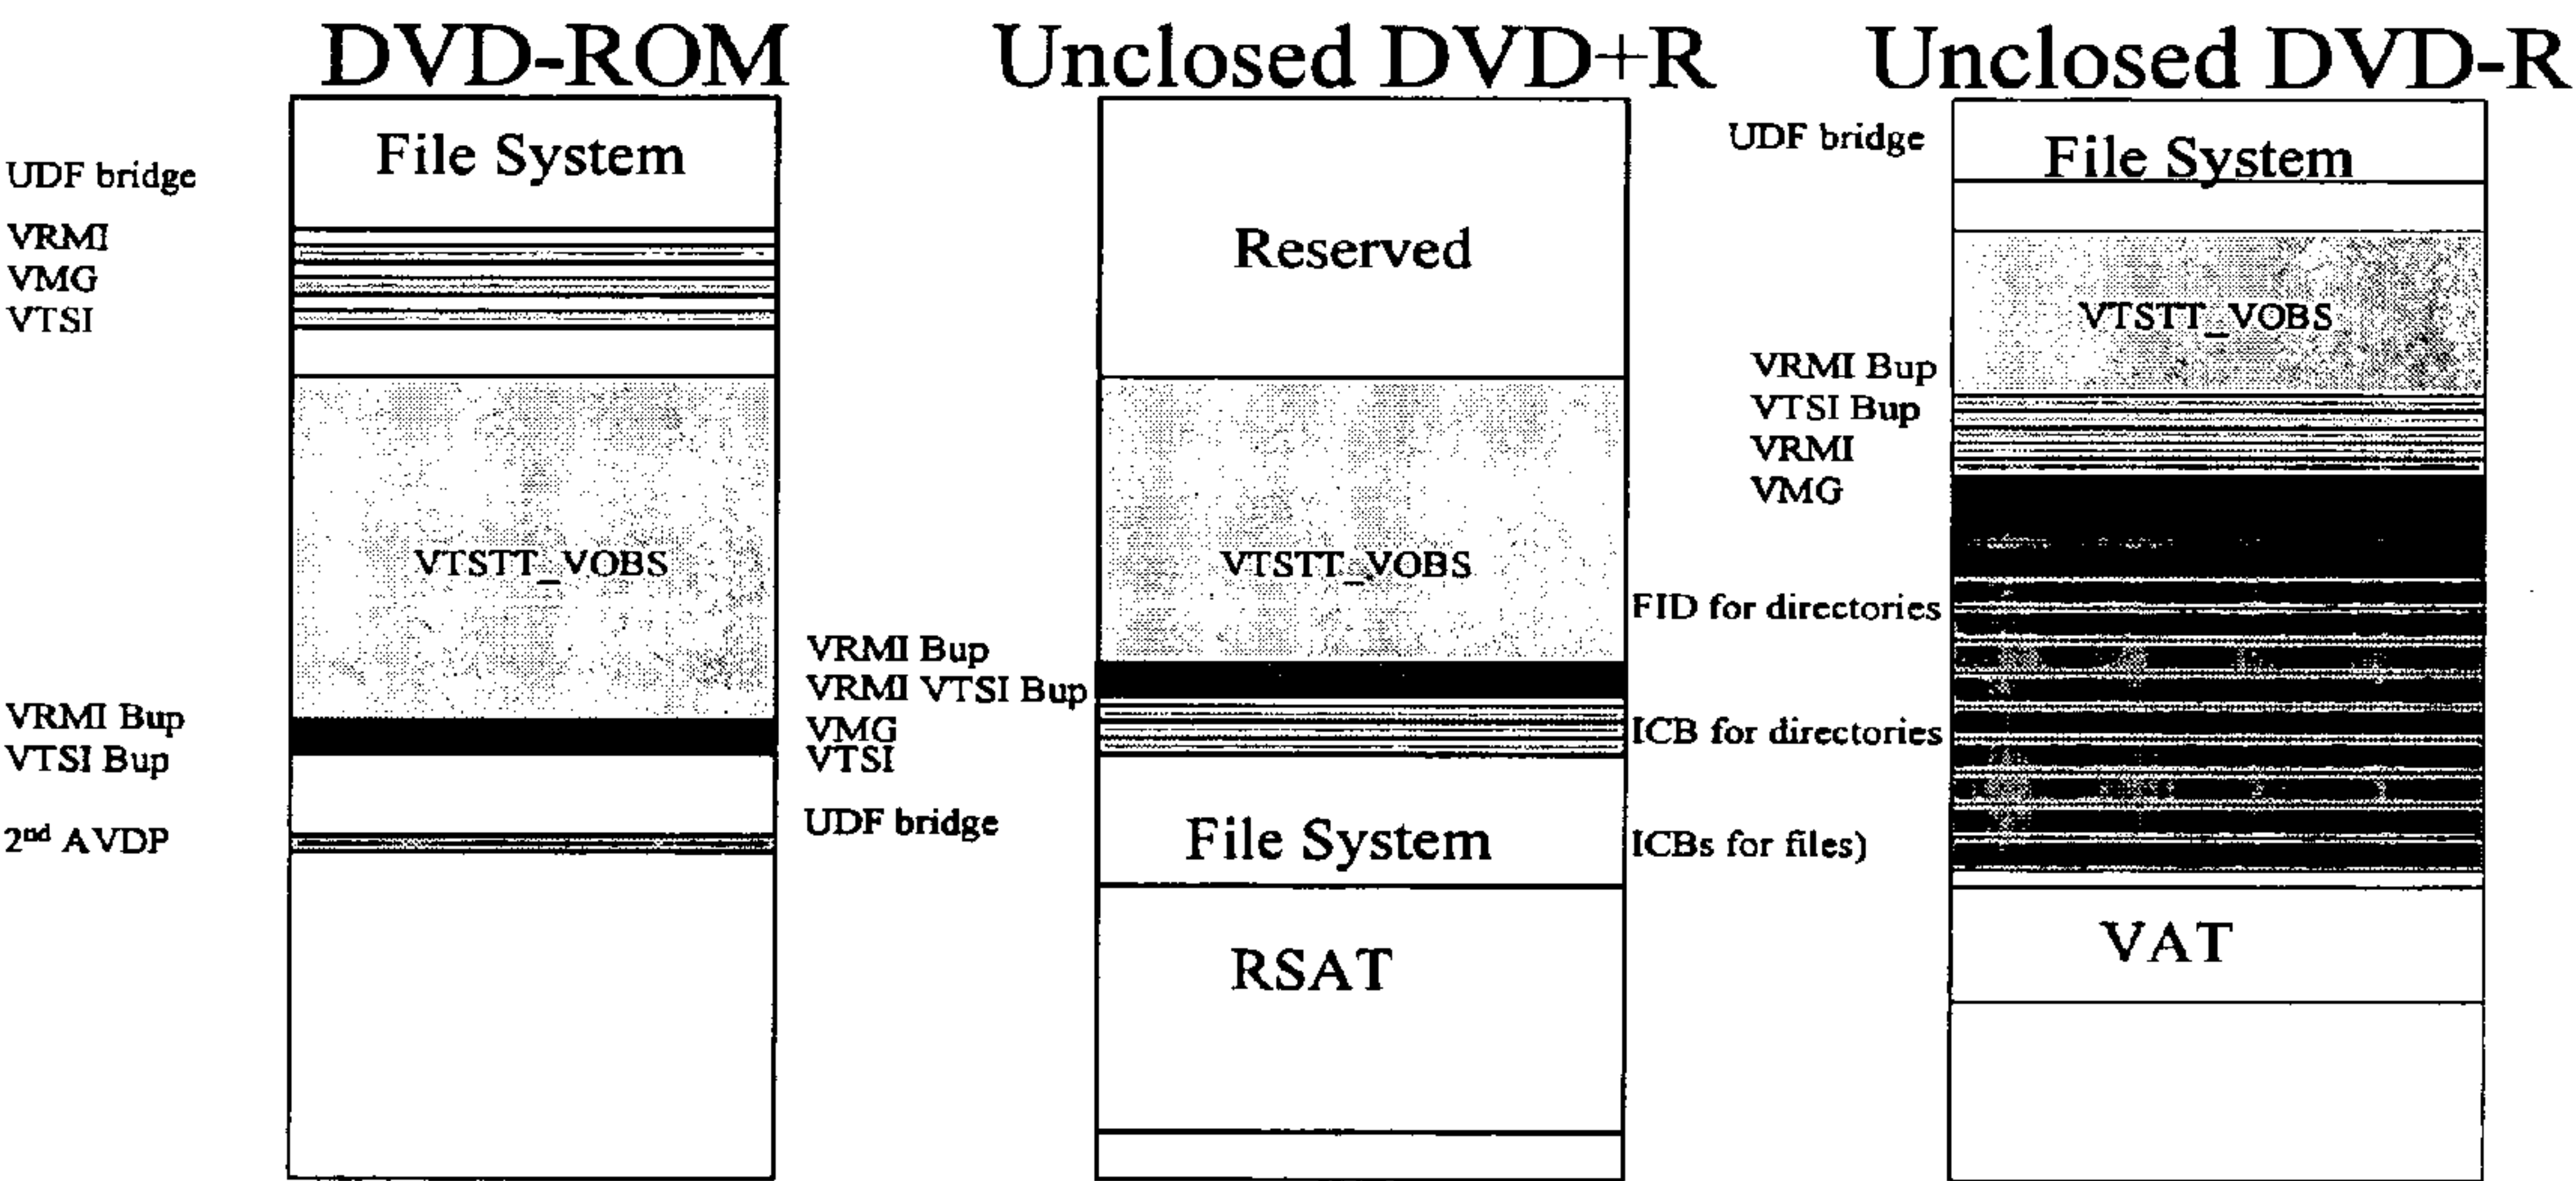 DVD-ROM
UDF bridge
File System
VRMI
VMG
VTSI
VTSTT_VOBS
VRMI Bup
VTSI Bup
2nd AVDP
Unclosed DVD+R
Reserved
VTSTT_VOBS
VRMI Bup
VRMI VTSI Bup
VMG
VTSI
UDF bridge
File System
RSAT
Unclosed DVD-R
UDF bridge
File System
VTSTT_VOBS
VRMI Bup
VTSI Bup
VRMI
VMG
FID for directories
ICB for directories
ICBs for files)
VAT